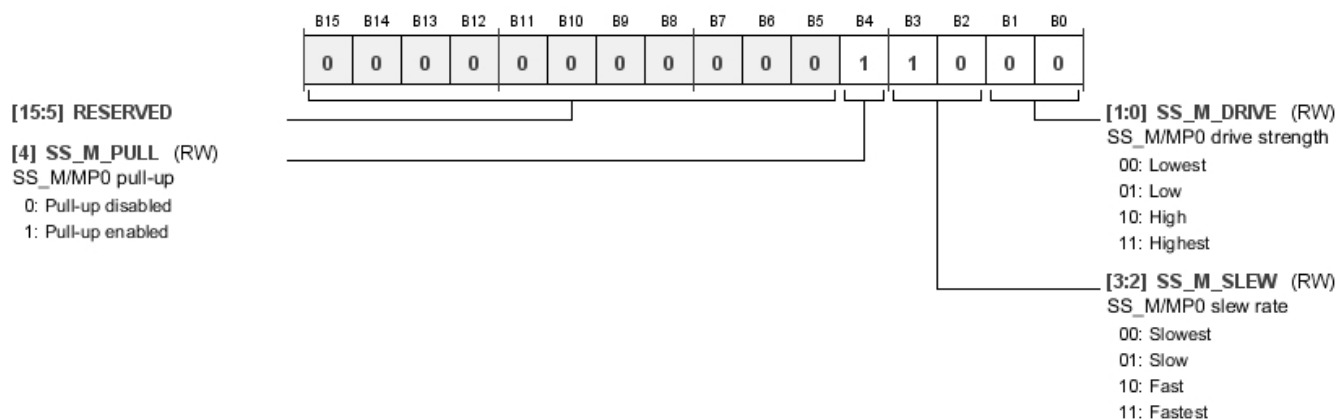 B15 B14 B13 B12 B11 B10 B9 B8 B7 B6 B5 B4 B3 B2 B1 B0
0 0 0 0 0 0 0 0 0 0 0 1 1 0 0 0
[15:5] RESERVED
[4] SS_M_PULL (RW)
SS_M/MP0 pull-up
0: Pull-up disabled
1: Pull-up enabled
[1:0] SS_M_DRIVE (RW)
SS_M/MP0 drive strength
00: Lowest
01: Low
10: High
11: Highest
[3:2] SS_M_SLEW (RW)
SS_M/MP0 slew rate
00: Slowest
01: Slow
10: Fast
11: Fastest